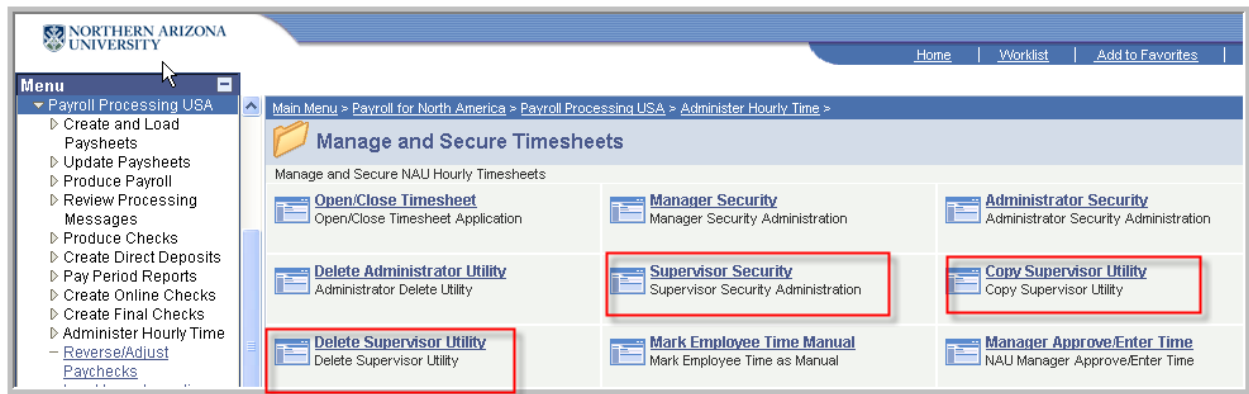 NORTHERN ARIZONA
UNIVERSITY
Home | Worklist | Add to Favorites |
Menu
Payroll Processing USA
Create and Load
Paysheets
Update Paysheets
Produce Payroll
Review Processing
Messages
Produce Checks
Create Direct Deposits
Pay Period Reports
Create Online Checks
Create Final Checks
Administer Hourly Time
Reverse/Adjust
Paychecks
Main Menu > Payroll for North America > Payroll Processing USA > Administer Hourly Time >
Manage and Secure Timesheets
Manage and Secure NAU Hourly Timesheets
Open/Close Timesheet
Open/Close Timesheet Application
Manager Security
Manager Security Administration
Administrator Security
Administrator Security Administration
Delete Administrator Utility
Administrator Delete Utility
Supervisor Security
Supervisor Security Administration
Copy Supervisor Utility
Copy Supervisor Utility
Delete Supervisor Utility
Delete Supervisor Utility
Mark Employee Time Manual
Mark Employee Time as Manual
Manager Approve/Enter Time
NAU Manager Approve/Enter Time